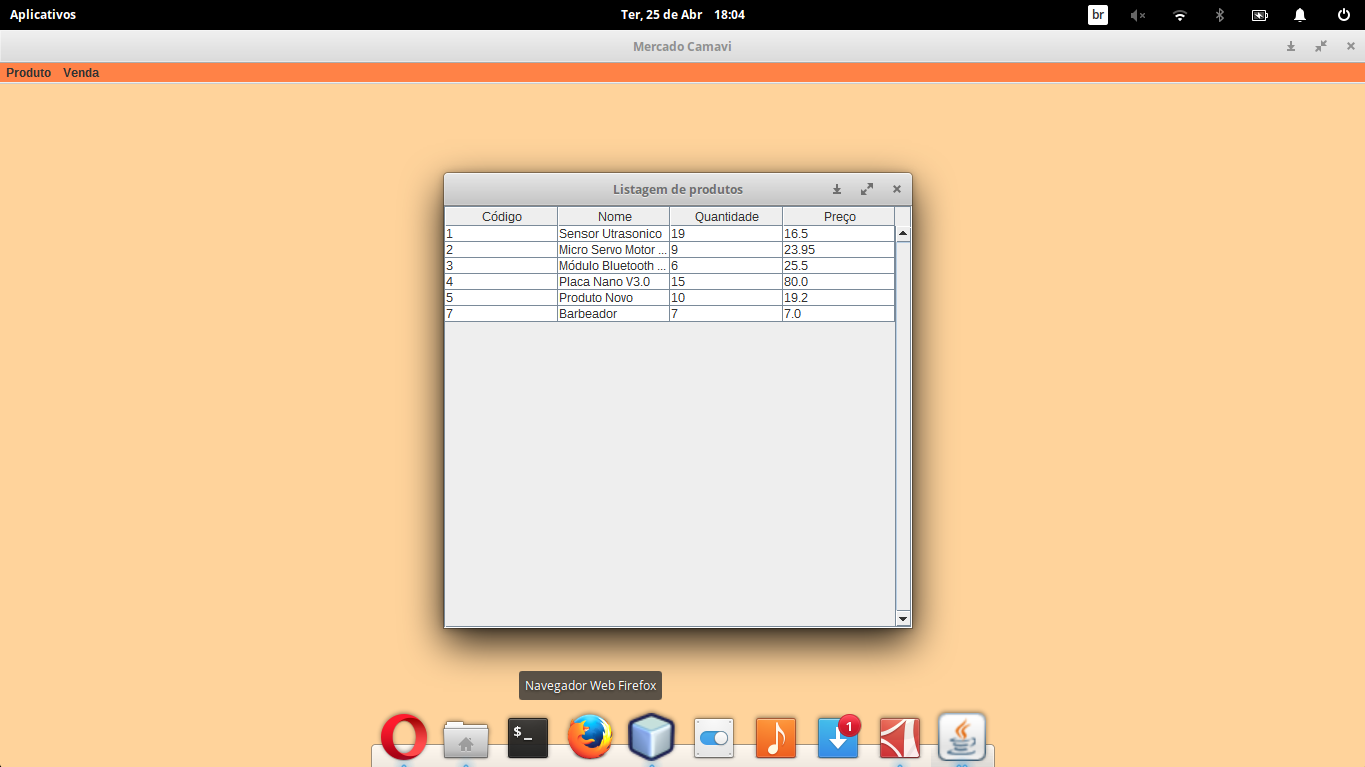 Aplicativos Ter, 25 de Abr 18:04 br
Mercado Camavi
Produto Venda
Listagem de produtos
Código Nome Quantidade Preço
1 Sensor Utrasonico 19 16.5
2 Micro Servo Motor ... 9 23.95
3 Módulo Bluetooth ... 6 25.5
4 Placa Nano V3.0 15 80.0
5 Produto Novo 10 19.2
7 Barbeador 7 7.0
Navegador Web Firefox
$_ 1